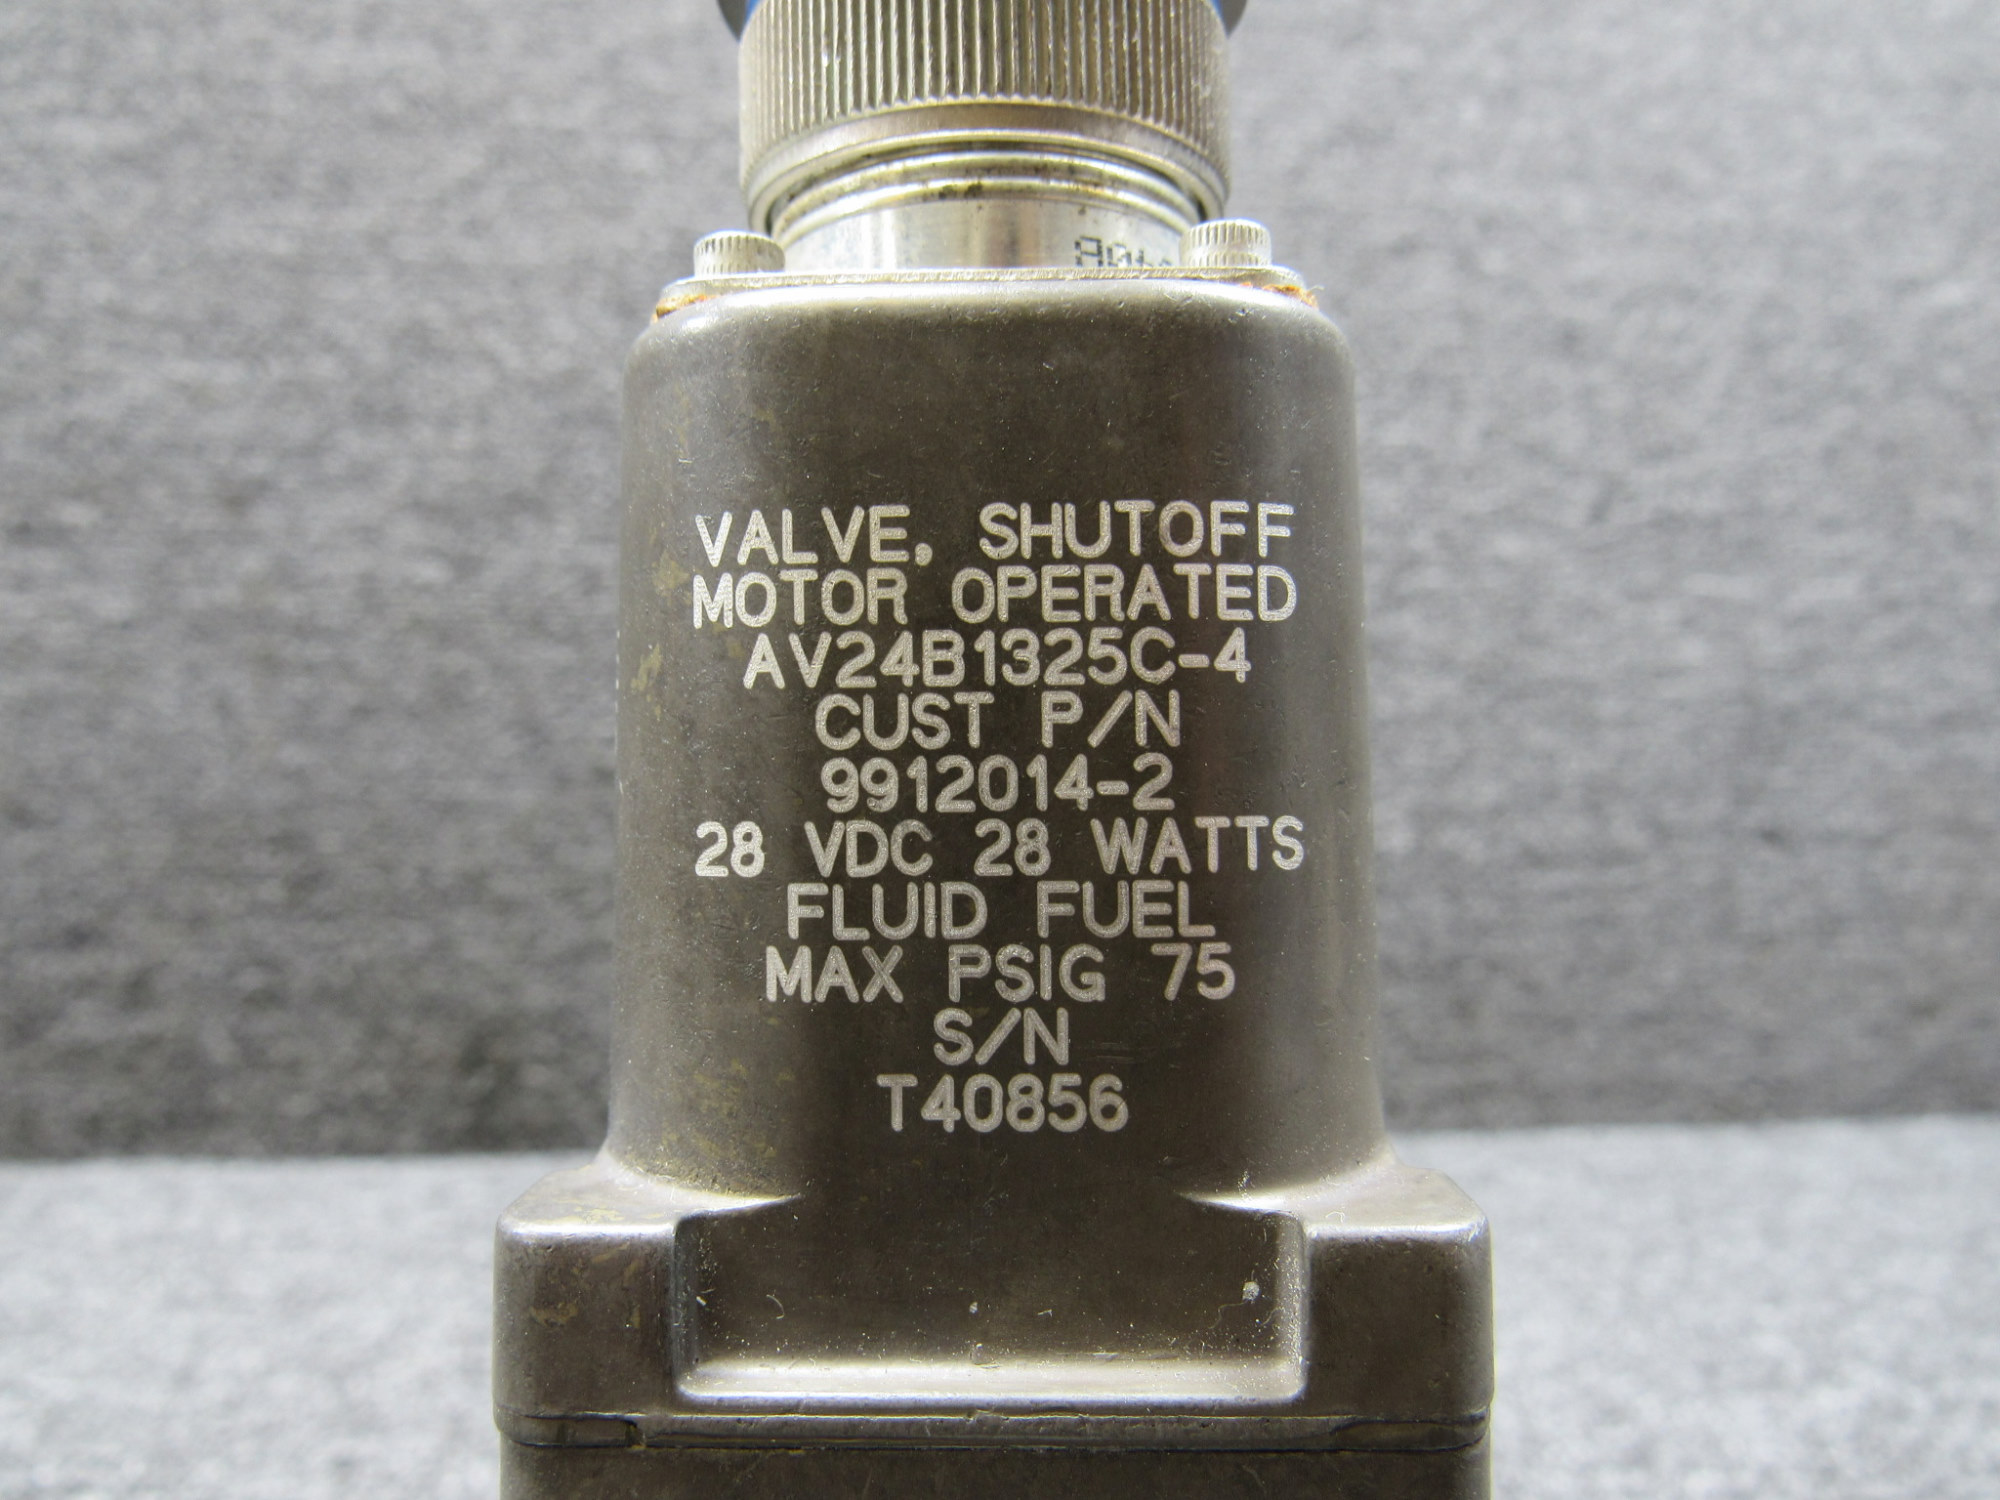 VALVE, SHUTOFF
MOTOR OPERATED
AV24B1325C-4
CUST P/N
9912014-2
28 VDC 28 WATTS
FLUID FUEL
MAX PSIG 75
S/N
T40856